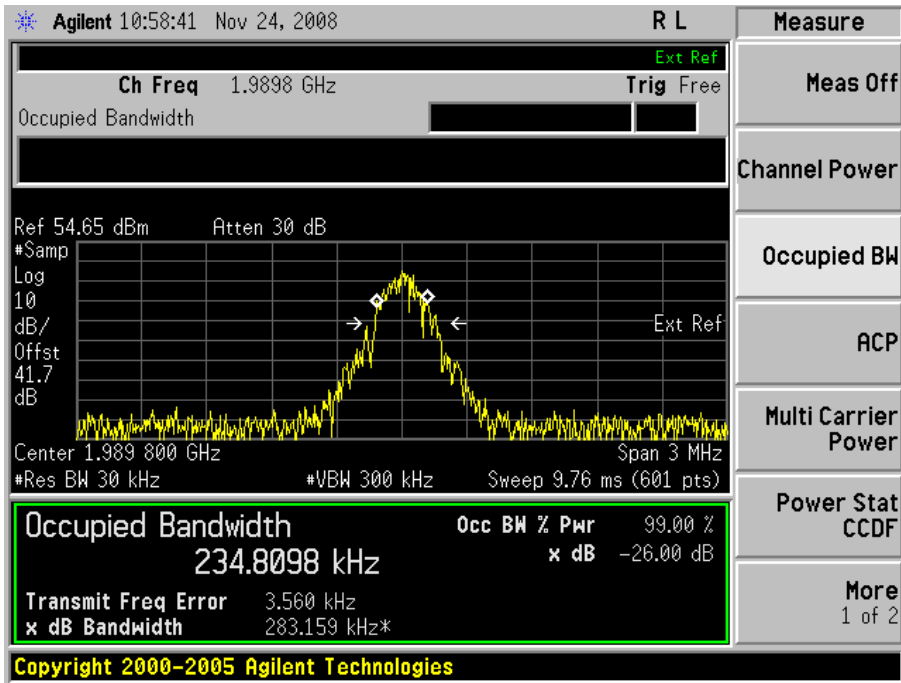 Agilent 10:58:41 Nov 24, 2008 R L
Measure
Ext Ref
Ch Freq 1.9898 GHz Trig Free
Meas Off
Occupied Bandwidth
Channel Power
Ref 54.65 dBm Atten 30 dB
#Samp
Log
10
dB/
Offst
41.7
dB
Ext Ref
Occupied BW
ACP
Center 1.989 800 GHz Span 3 MHz
#Res BW 30 kHz #VBW 300 kHz Sweep 9.76 ms (601 pts)
Multi Carrier
Power
Occupied Bandwidth
234.8098 kHz
Occ BW % Pwr 99.00 %
x dB -26.00 dB
Transmit Freq Error 3.560 kHz
x dB Bandwidth 283.159 kHz*
Power Stat
CCDF
More
1 of 2
Copyright 2000-2005 Agilent Technologies